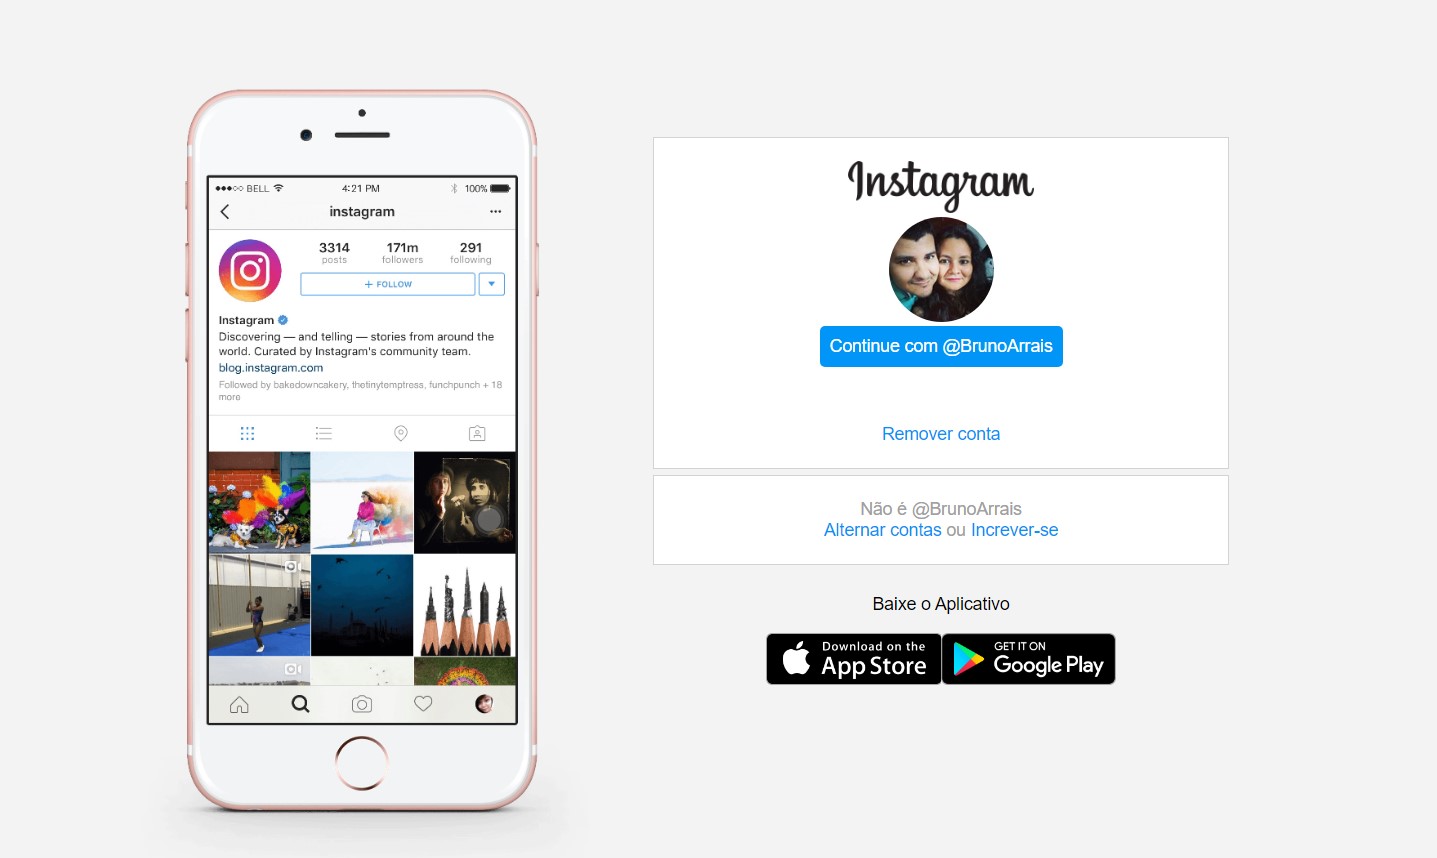 BELL
4:21 PM
100%
instagram
3314
171m
291
posts
followers
following
+ FOLLOW
Instagram
Discovering — and telling — stories from around the
world. Curated by Instagram's community team.
blog.instagram.com
Followed by bakedowncakery, thetinytemptress, funchpunch + 18
more
Instagram
Continue com @BrunoArrais
Remover conta
Não é @BrunoArrais
Alternar contas ou Increver-se
Baixe o Aplicativo
Download on the
App Store
GET IT ON
Google Play